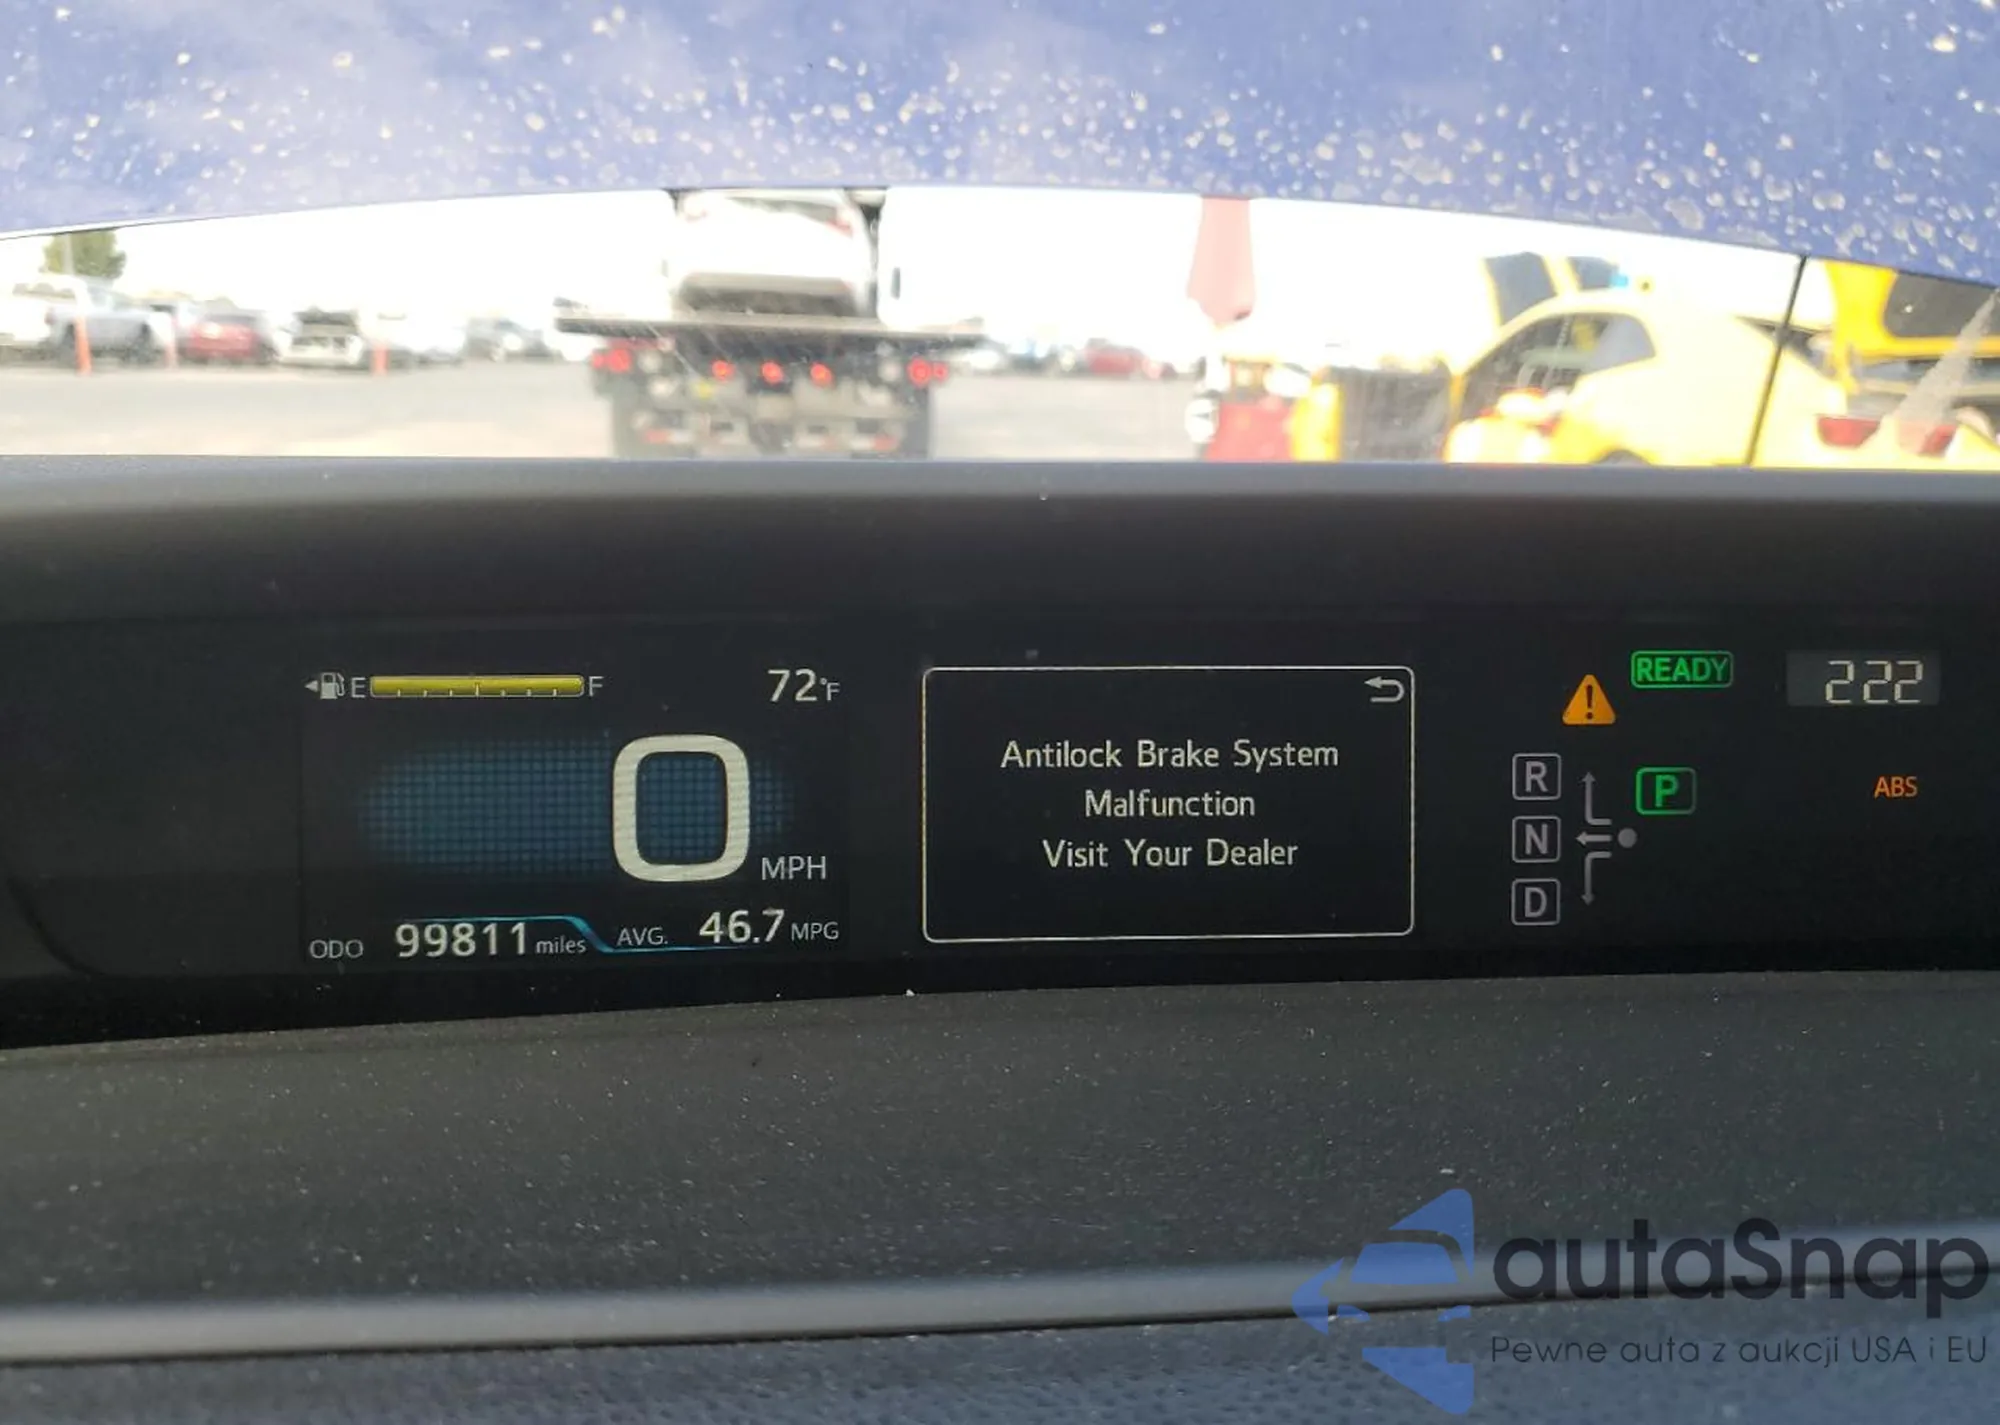 E F
72°F
0 MPH
ODO 99811 miles AVG. 46.7 MPG
Antilock Brake System
Malfunction
Visit Your Dealer
!
READY
222
R
P
ABS
N
D
autaSnap
Pewne auta z aukcji USA i EU